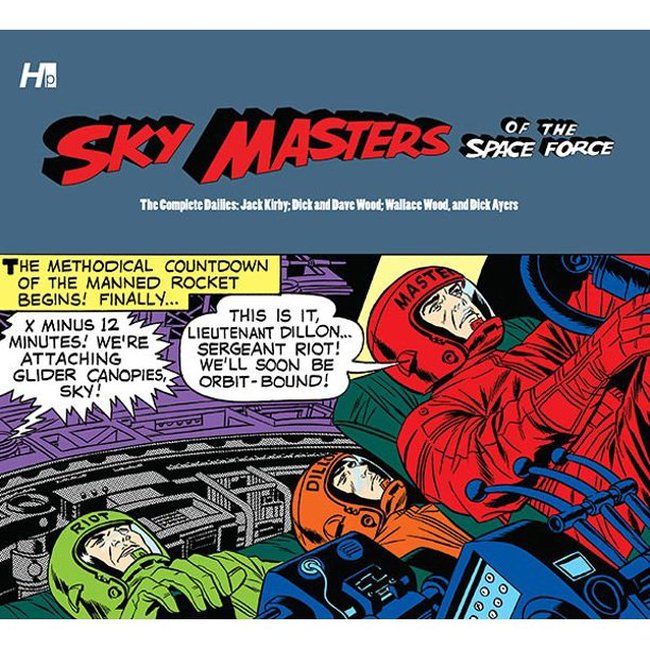 Hp
SKY MASTERS OF THE
SPACE FORCE
The Complete Dailies: Jack Kirby; Dick and Dave Wood; Wallace Wood, and Dick Ayers
THE METHODICAL COUNTDOWN
OF THE MANNED ROCKET
BEGINS! FINALLY...
X MINUS 12
MINUTES! WE'RE
ATTACHING
GLIDER CANOPIES,
SKY!
THIS IS IT,
LIEUTENANT DILLON...
SERGEANT RIOT!
WE'LL SOON BE
ORBIT-BOUND!
MASTE
DILLO
RIOT